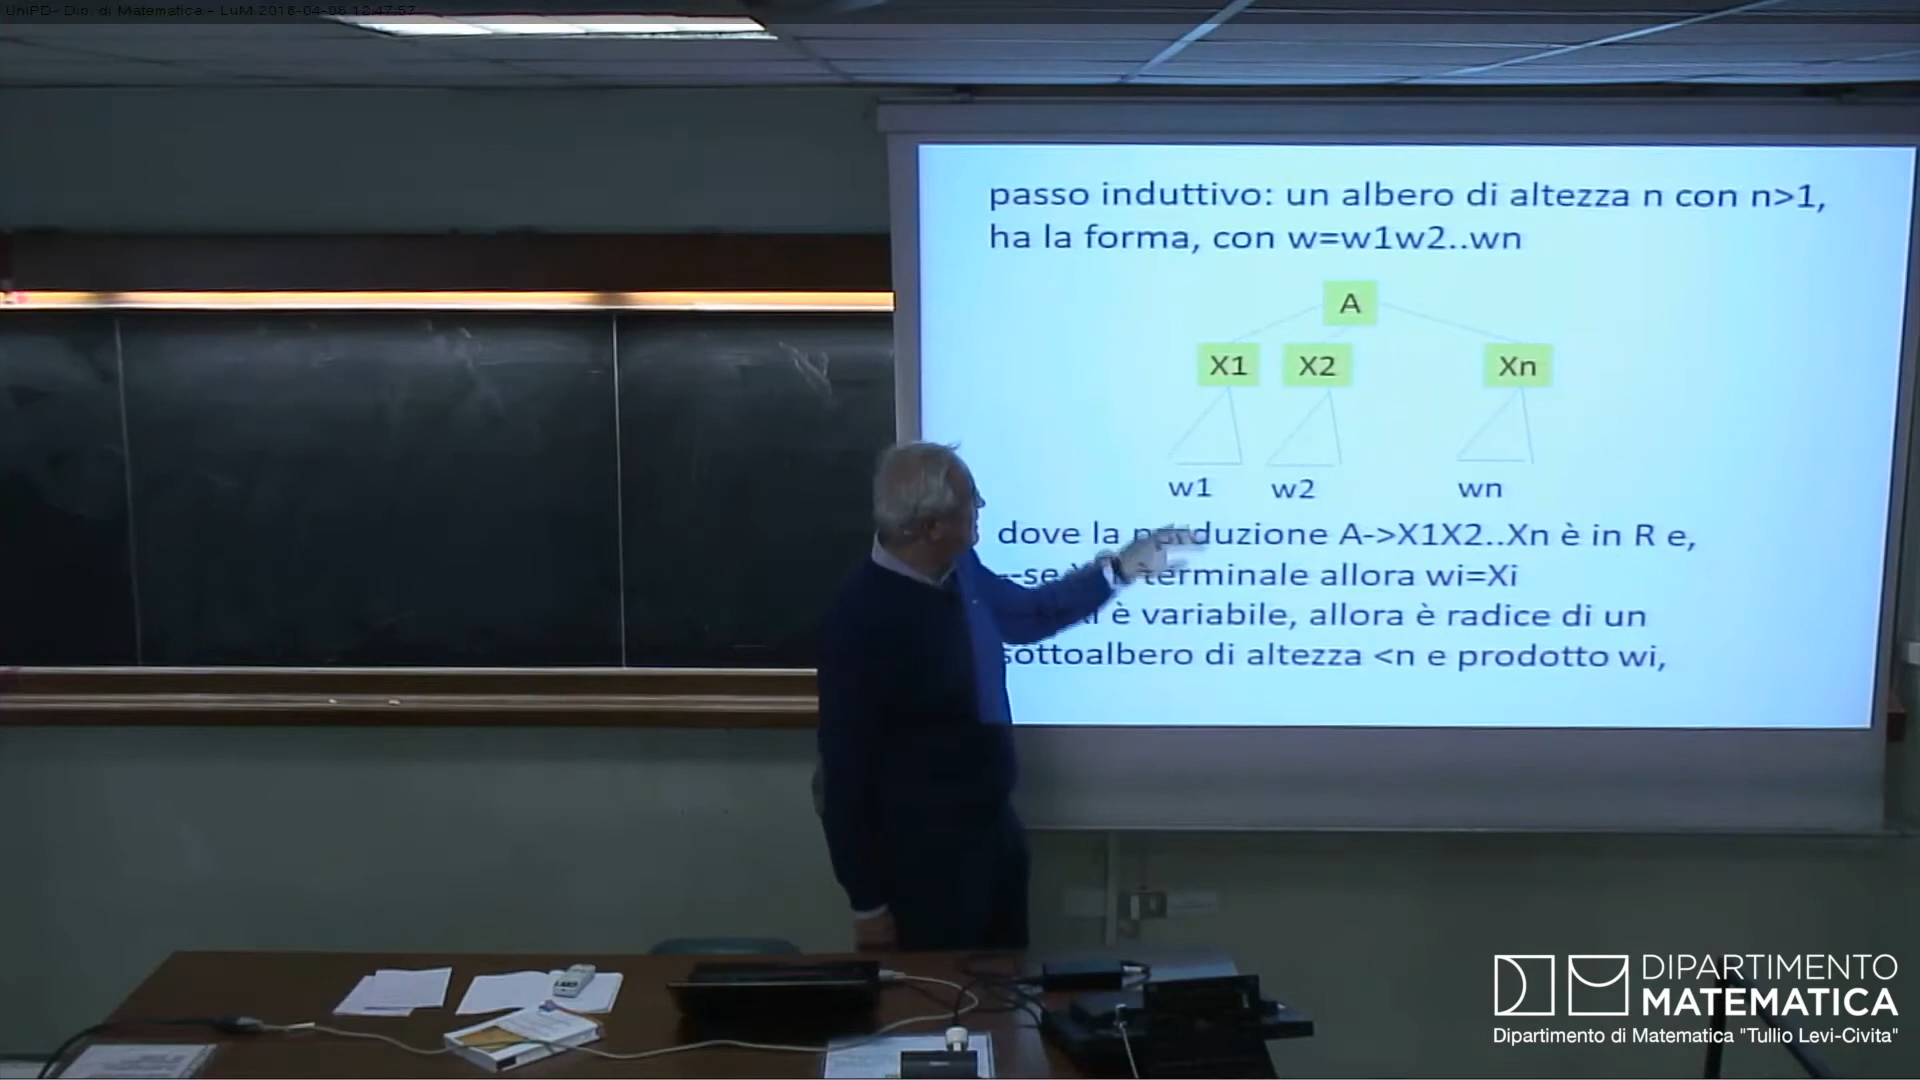 UniPD- Dip. di Matematica - LuM 2018-04-06 12:47:57
passo induttivo: un albero di altezza n con n>1,
ha la forma, con w=w1w2..wn
A
X1 X2 Xn
w1 w2 wn
dove la produzione A->X1X2..Xn è in R e,
--se terminale allora wi=Xi
è variabile, allora è radice di un
sottoalbero di altezza <n e prodotto wi,
DIPARTIMENTO
MATEMATICA
Dipartimento di Matematica "Tullio Levi-Civita"